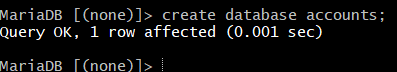 MariaDB [(none)]> create database accounts;
Query OK, 1 row affected (0.001 sec)
MariaDB [(none)]>